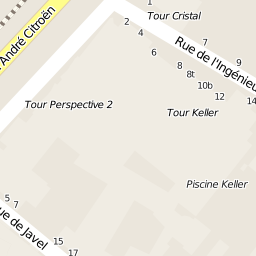 1
Tour Cristal
2
4
6
7
Rue de l'Ingénieu
André Citroën
9
8
8t
10b
12
14
Tour Perspective 2
Tour Keller
Piscine Keller
5
7
ue de Javel
15
17